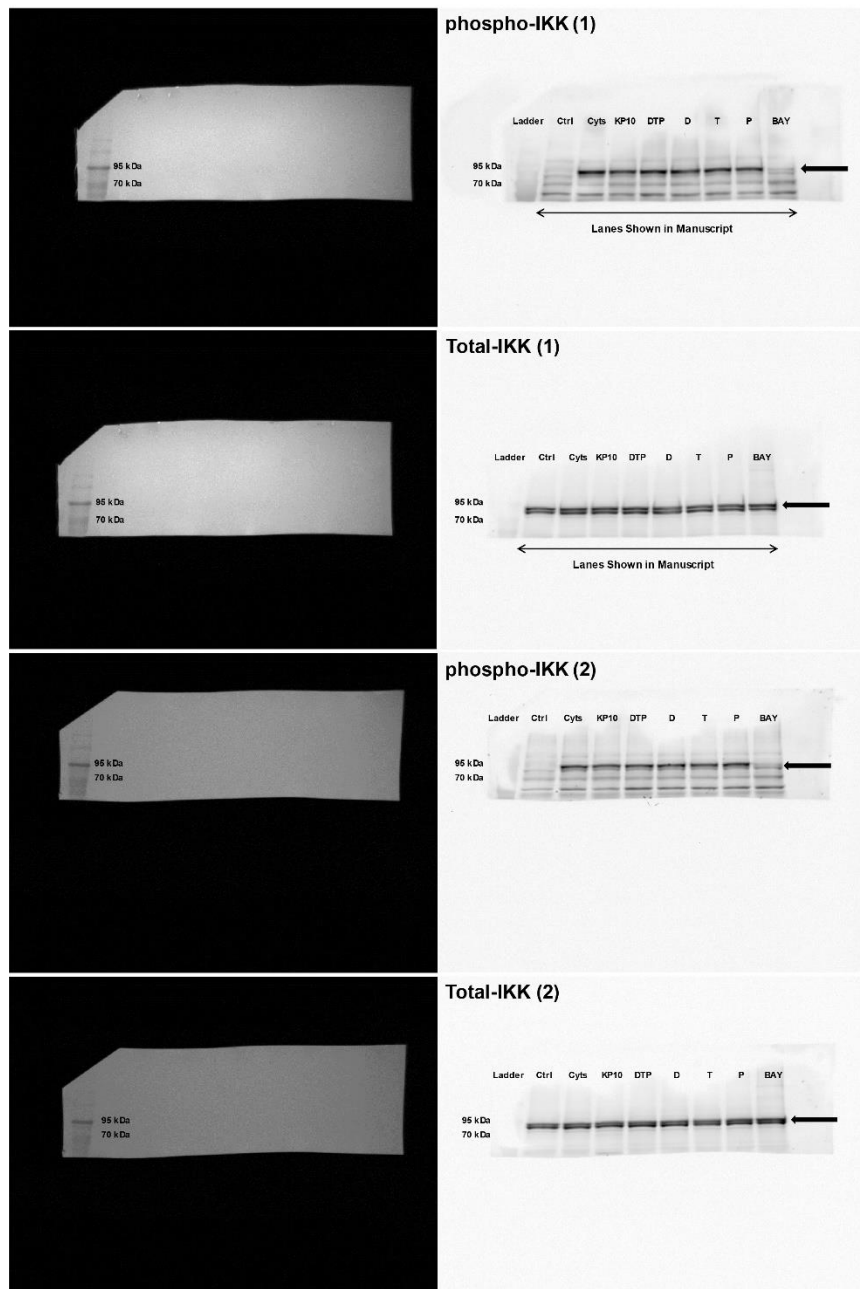 phospho-IKK (1)
Ladder Ctrl Cyts KP10 DTP D T P BAY
95 kDa 95 kDa
70 kDa 70 kDa
Lanes Shown in Manuscript
Total-IKK (1)
Ladder Ctrl Cyts KP10 DTP D T P BAY
95 kDa 95 kDa
70 kDa 70 kDa
Lanes Shown in Manuscript
phospho-IKK (2)
Ladder Ctrl Cyts KP10 DTP D T P BAY
95 kDa 95 kDa
70 kDa 70 kDa
Total-IKK (2)
Ladder Ctrl Cyts KP10 DTP D T P BAY
95 kDa 95 kDa
70 kDa 70 kDa